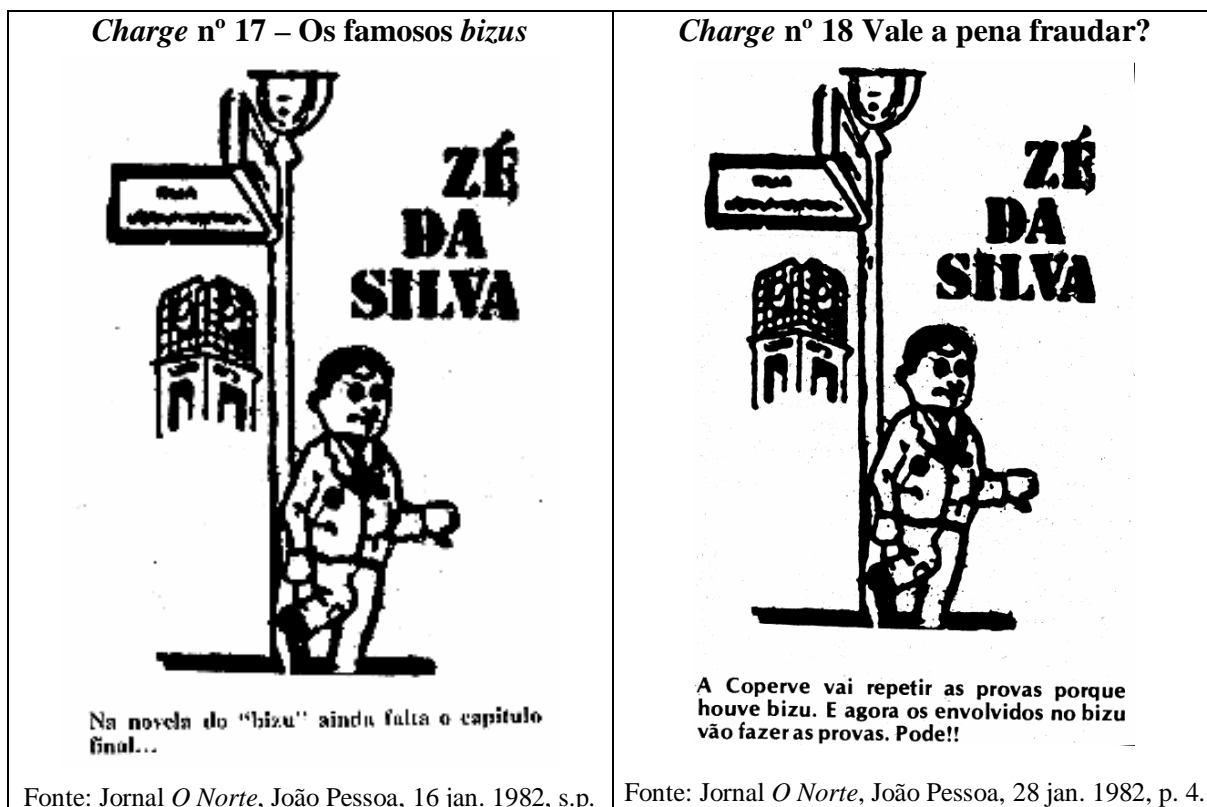 Charge nº 17 – Os famosos bizus
ZÉ
DA
SILVA
RUA
Na novela do "bizu" ainda falta o capitulo
final...
Fonte: Jornal O Norte, João Pessoa, 16 jan. 1982, s.p.
Charge nº 18 Vale a pena fraudar?
ZÉ
DA
SILVA
RUA
A Coperve vai repetir as provas porque
houve bizu. E agora os envolvidos no bizu
vão fazer as provas. Pode!!
Fonte: Jornal O Norte, João Pessoa, 28 jan. 1982, p. 4.